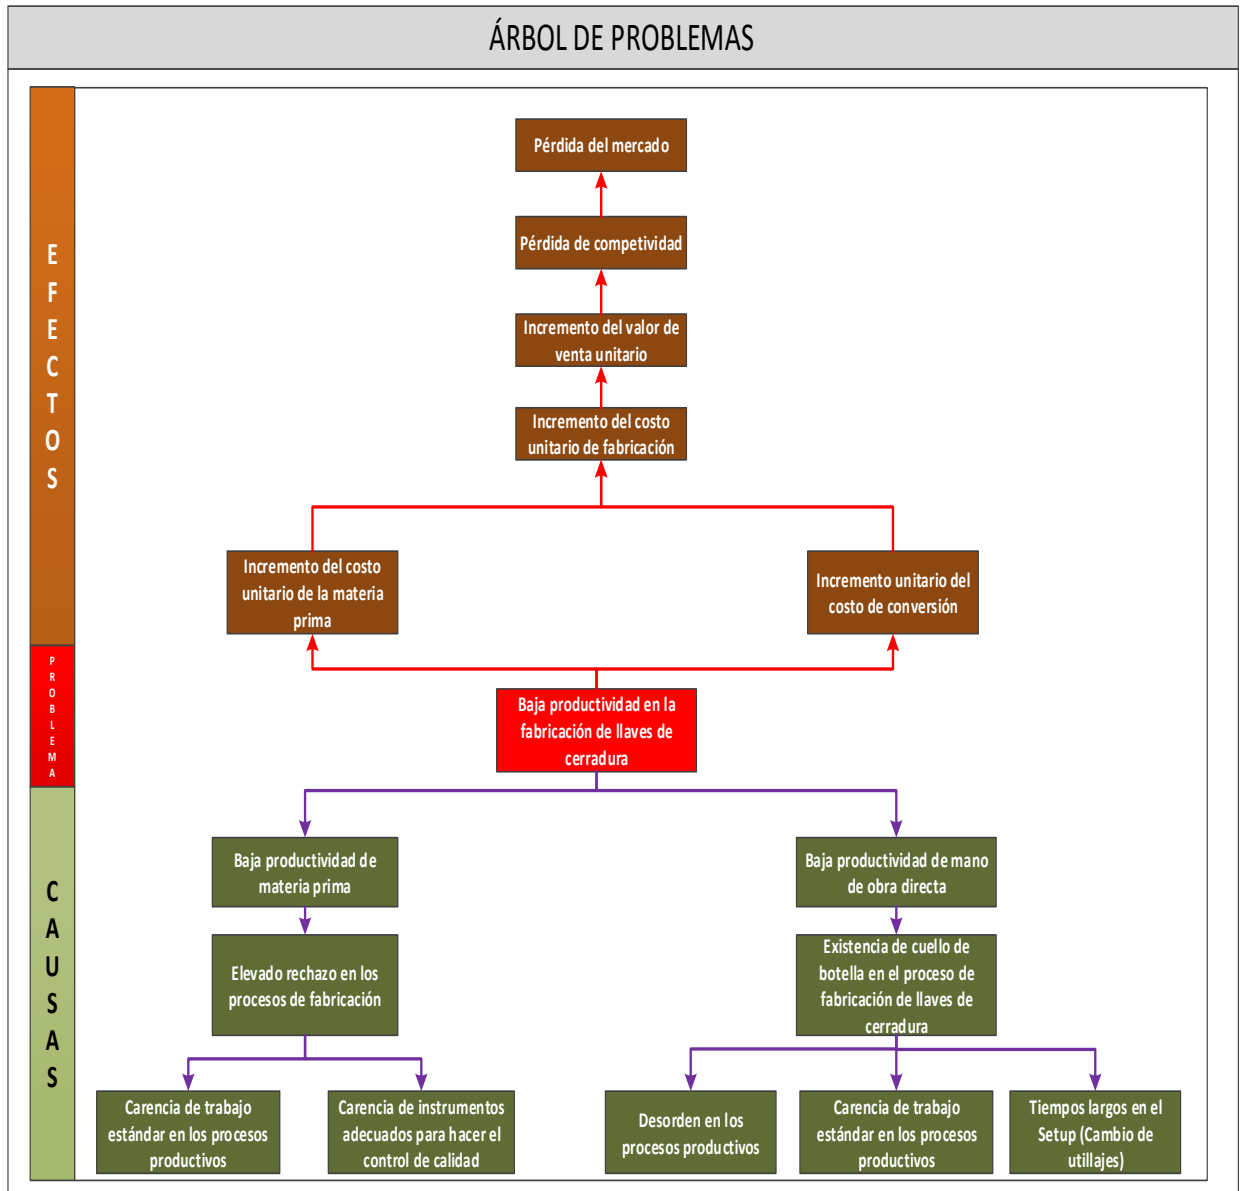 ÁRBOL DE PROBLEMAS
EFECTOS
Pérdida del mercado
Pérdida de competividad
Incremento del valor de
venta unitario
Incremento del costo
unitario de fabricación
Incremento del costo
unitario de la materia
prima
Incremento unitario del
costo de conversión
PROBLEMA
Baja productividad en la
fabricación de llaves de
cerradura
CAUSAS
Baja productividad de
materia prima
Baja productividad de mano
de obra directa
Elevado rechazo en los
procesos de fabricación
Existencia de cuello de
botella en el proceso de
fabricación de llaves de
cerradura
Carencia de trabajo
estándar en los procesos
productivos
Carencia de instrumentos
adecuados para hacer el
control de calidad
Desorden en los
procesos productivos
Carencia de trabajo
estándar en los procesos
productivos
Tiempos largos en el
Setup (Cambio de
utillajes)